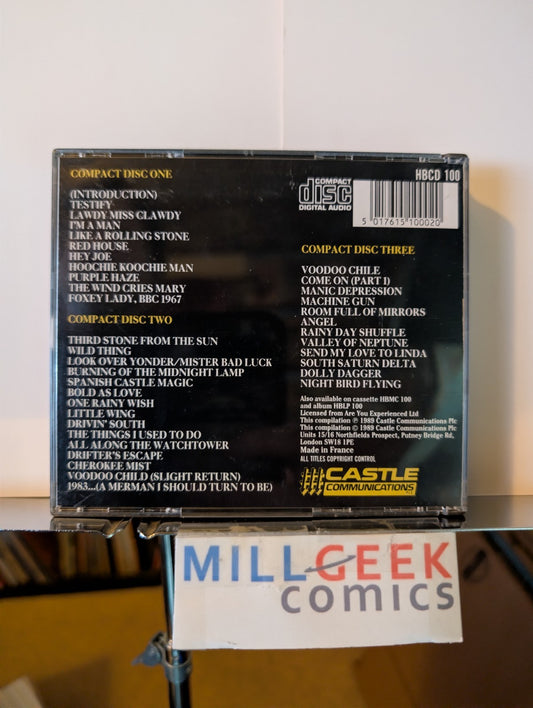 COMPACT DISC ONE
(INTRODUCTION)
TESTIFY
LAWDY MISS CLAWDY
I'M A MAN
LIKE A ROLLING STONE
RED HOUSE
HEY JOE
HOOCHIE KOOCHIE MAN
PURPLE HAZE
THE WIND CRIES MARY
FOXEY LADY, BBC 1967
COMPACT DISC TWO
THIRD STONE FROM THE SUN
WILD THING
LOOK OVER YONDER/MISTER BAD LUCK
BURNING OF THE MIDNIGHT LAMP
SPANISH CASTLE MAGIC
BOLD AS LOVE
ONE RAINY WISH
LITTLE WING
DRIVIN' SOUTH
THE THINGS I USED TO DO
ALL ALONG THE WATCHTOWER
DRIFTER'S ESCAPE
CHEROKEE MIST
VOODOO CHILD (SLIGHT RETURN)
1983...(A MERMAN I SHOULD TURN TO BE)
COMPACT
disc
DIGITAL AUDIO
HBCD 100
5 017615 100020
COMPACT DISC THREE
VOODOO CHILE
COME ON (PART 1)
MANIC DEPRESSION
MACHINE GUN
ROOM FULL OF MIRRORS
ANGEL
RAINY DAY SHUFFLE
VALLEY OF NEPTUNE
SEND MY LOVE TO LINDA
SOUTH SATURN DELTA
DOLLY DAGGER
NIGHT BIRD FLYING
Also available on cassette HBMC 100
and album HBLP 100
Licensed from Are You Experienced Ltd
This compilation ℗ 1989 Castle Communications Plc
This compilation © 1989 Castle Communications Plc
Units 15/16 Northfields Prospect, Putney Bridge Rd,
London SW18 1PE
Made in France
ALL TITLES COPYRIGHT CONTROL
CASTLE
COMMUNICATIONS
MILL GEEK
comics